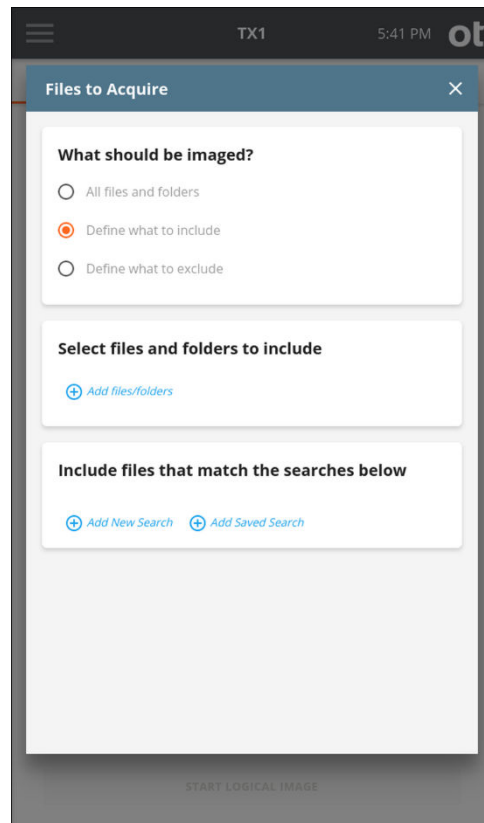 TX1
5:41 PM
ot
Files to Acquire
What should be imaged?
All files and folders
Define what to include
Define what to exclude
Select files and folders to include
Add files/folders
Include files that match the searches below
Add New Search Add Saved Search
START LOGICAL IMAGE